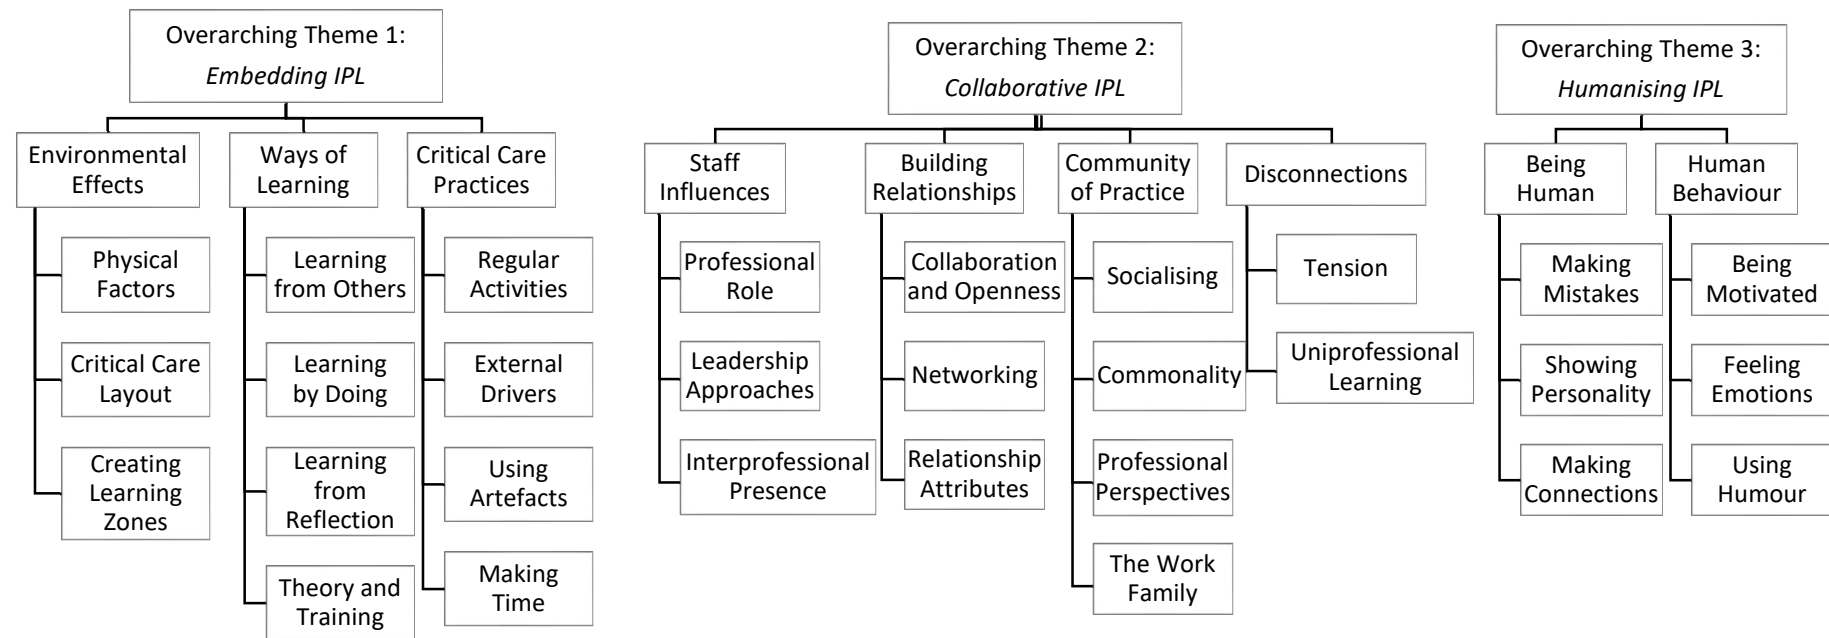 Overarching Theme 1:
Embedding IPL
Environmental
Effects
Physical
Factors
Critical Care
Layout
Creating
Learning
Zones
Ways of
Learning
Learning
from Others
Learning
by Doing
Learning
from
Reflection
Theory and
Training
Critical Care
Practices
Regular
Activities
External
Drivers
Using
Artefacts
Making
Time
Overarching Theme 2:
Collaborative IPL
Staff
Influences
Professional
Role
Leadership
Approaches
Interprofessional
Presence
Building
Relationships
Collaboration
and Openness
Networking
Relationship
Attributes
Community
of Practice
Socialising
Commonality
Professional
Perspectives
The Work
Family
Disconnections
Tension
Uniprofessional
Learning
Overarching Theme 3:
Humanising IPL
Being
Human
Making
Mistakes
Showing
Personality
Making
Connections
Human
Behaviour
Being
Motivated
Feeling
Emotions
Using
Humour